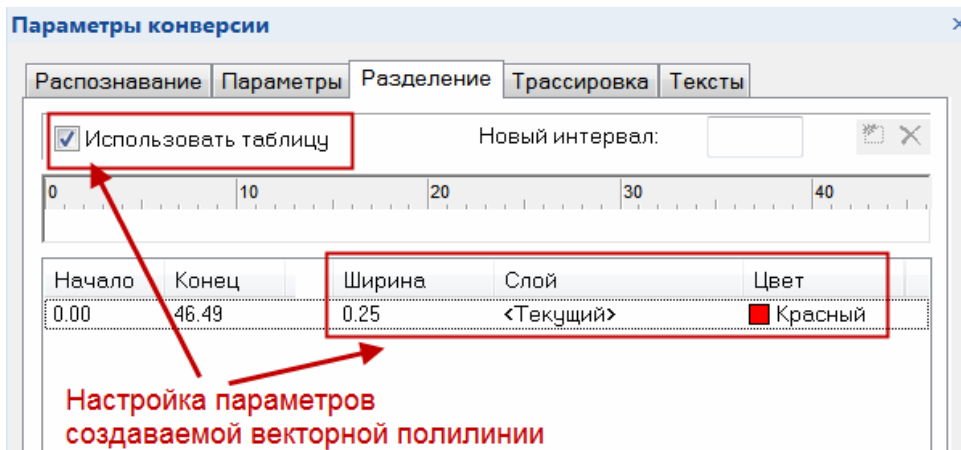 Параметры конверсии
Распознавание Параметры Разделение Трассировка Тексты
Использовать таблицу Новый интервал:
0 10 20 30 40
Начало Конец Ширина Слой Цвет
0.00 46.49 0.25 <Текущий> Красный
Настройка параметров
создаваемой векторной полилинии